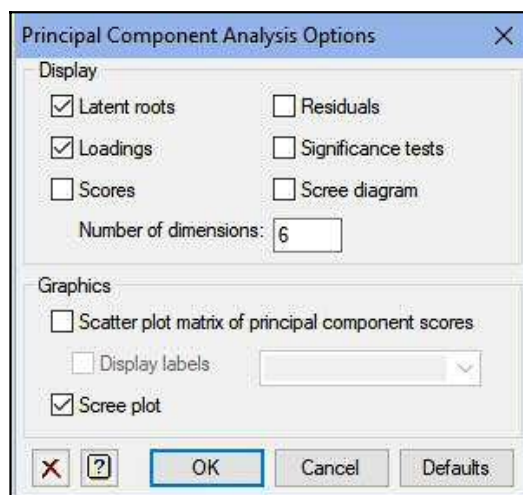 Principal Component Analysis Options
Display
Latent roots
Residuals
Loadings
Significance tests
Scores
Scree diagram
Number of dimensions: 6
Graphics
Scatter plot matrix of principal component scores
Display labels
Scree plot
OK
Cancel
Defaults